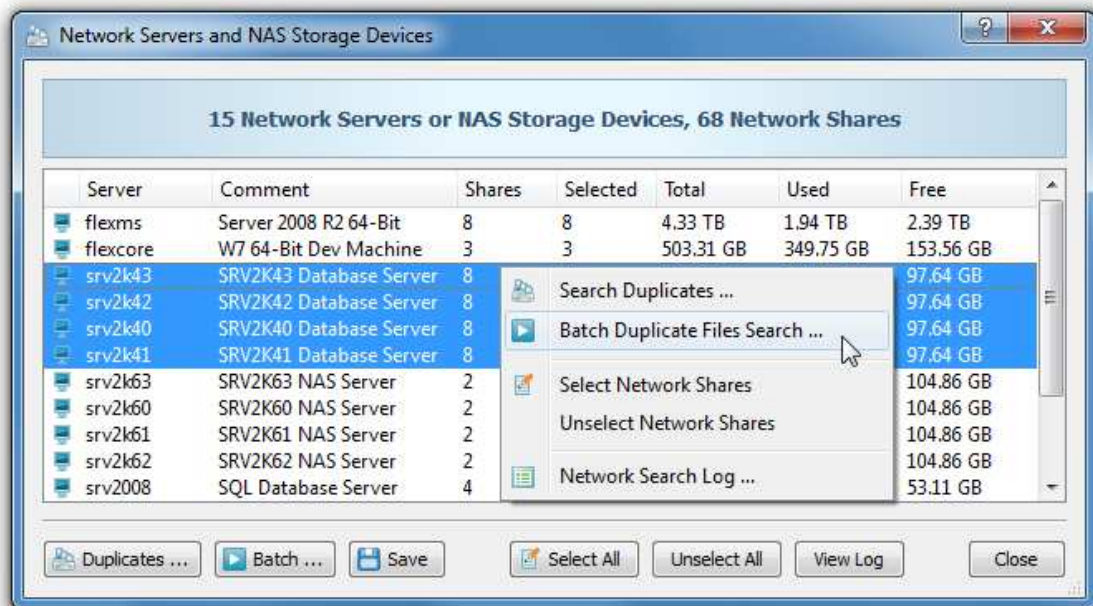 Network Servers and NAS Storage Devices
15 Network Servers or NAS Storage Devices, 68 Network Shares
Server Comment Shares Selected Total Used Free
flexms Server 2008 R2 64-Bit 8 8 4.33 TB 1.94 TB 2.39 TB
flexcore W7 64-Bit Dev Machine 3 3 503.31 GB 349.75 GB 153.56 GB
srv2k43 SRV2K43 Database Server 8 97.64 GB
srv2k42 SRV2K42 Database Server 8 97.64 GB
srv2k40 SRV2K40 Database Server 8 97.64 GB
srv2k41 SRV2K41 Database Server 8 97.64 GB
srv2k63 SRV2K63 NAS Server 2 104.86 GB
srv2k60 SRV2K60 NAS Server 2 104.86 GB
srv2k61 SRV2K61 NAS Server 2 104.86 GB
srv2k62 SRV2K62 NAS Server 2 104.86 GB
srv2008 SQL Database Server 4 53.11 GB
Search Duplicates ...
Batch Duplicate Files Search ...
Select Network Shares
Unselect Network Shares
Network Search Log ...
Duplicates ... Batch ... Save Select All Unselect All View Log Close